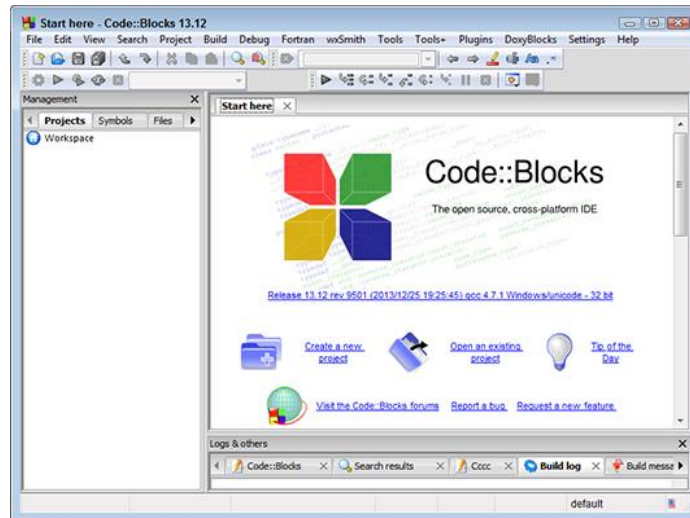 Start here - Code::Blocks 13.12
File Edit View Search Project Build Debug Fortran wxSmith Tools Tools+ Plugins DoxyBlocks Settings Help
Management
Start here
Projects Symbols Files
Workspace
Code::Blocks
The open source, cross-platform IDE
Release 13.12 rev 9501 (2013/12/25 19:25:45) gcc 4.7.1 Windows/unicode - 32 bit
Create a new
project
Open an existing
project
Tip of the
Day
Visit the Code::Blocks forums Report a bug Request a new feature
Logs & others
Code::Blocks Search results Cccc Build log Build messa
default